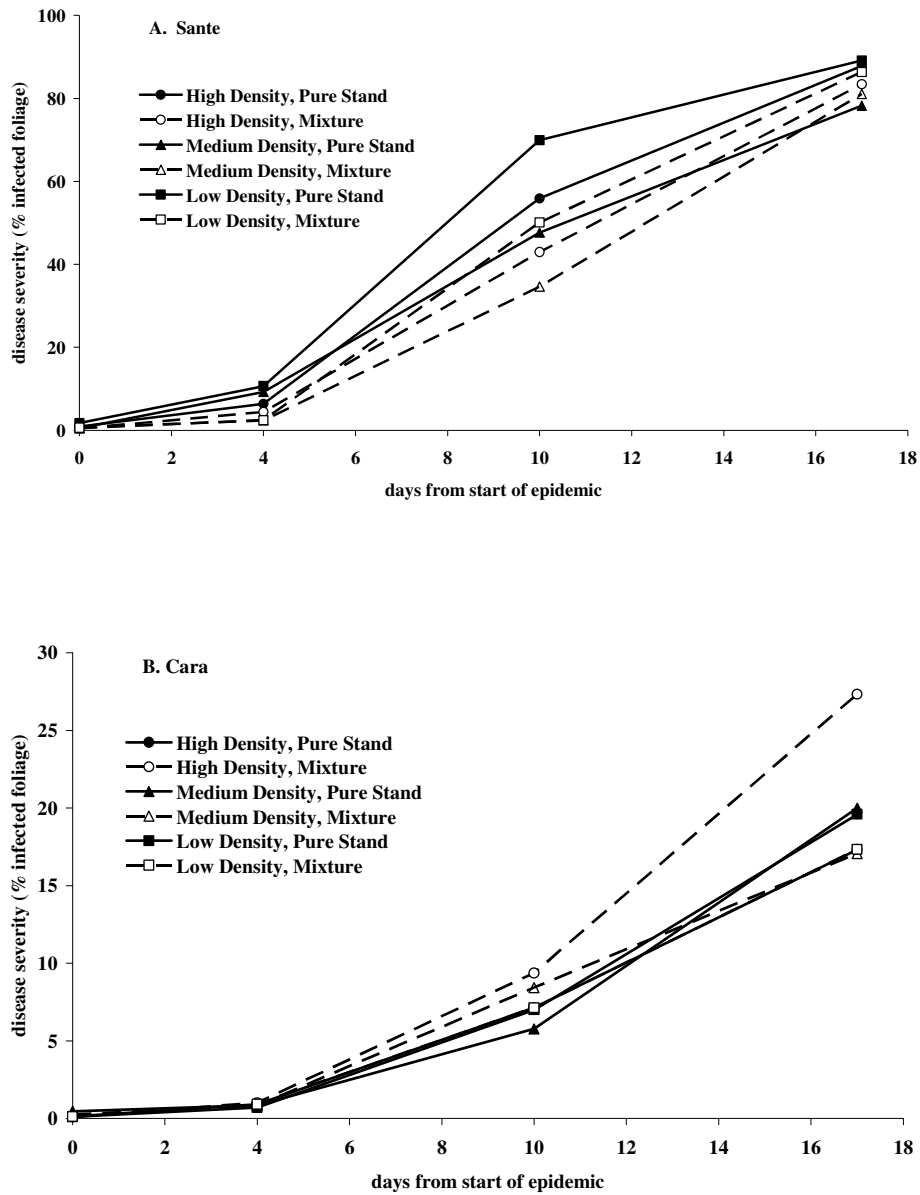 A. Sante
High Density, Pure Stand
High Density, Mixture
Medium Density, Pure Stand
Medium Density, Mixture
Low Density, Pure Stand
Low Density, Mixture
disease severity (% infected foliage)
100
80
60
40
20
0
0 2 4 6 8 10 12 14 16 18
days from start of epidemic
B. Cara
High Density, Pure Stand
High Density, Mixture
Medium Density, Pure Stand
Medium Density, Mixture
Low Density, Pure Stand
Low Density, Mixture
disease severity (% infected foliage)
30
25
20
15
10
5
0
0 2 4 6 8 10 12 14 16 18
days from start of epidemic